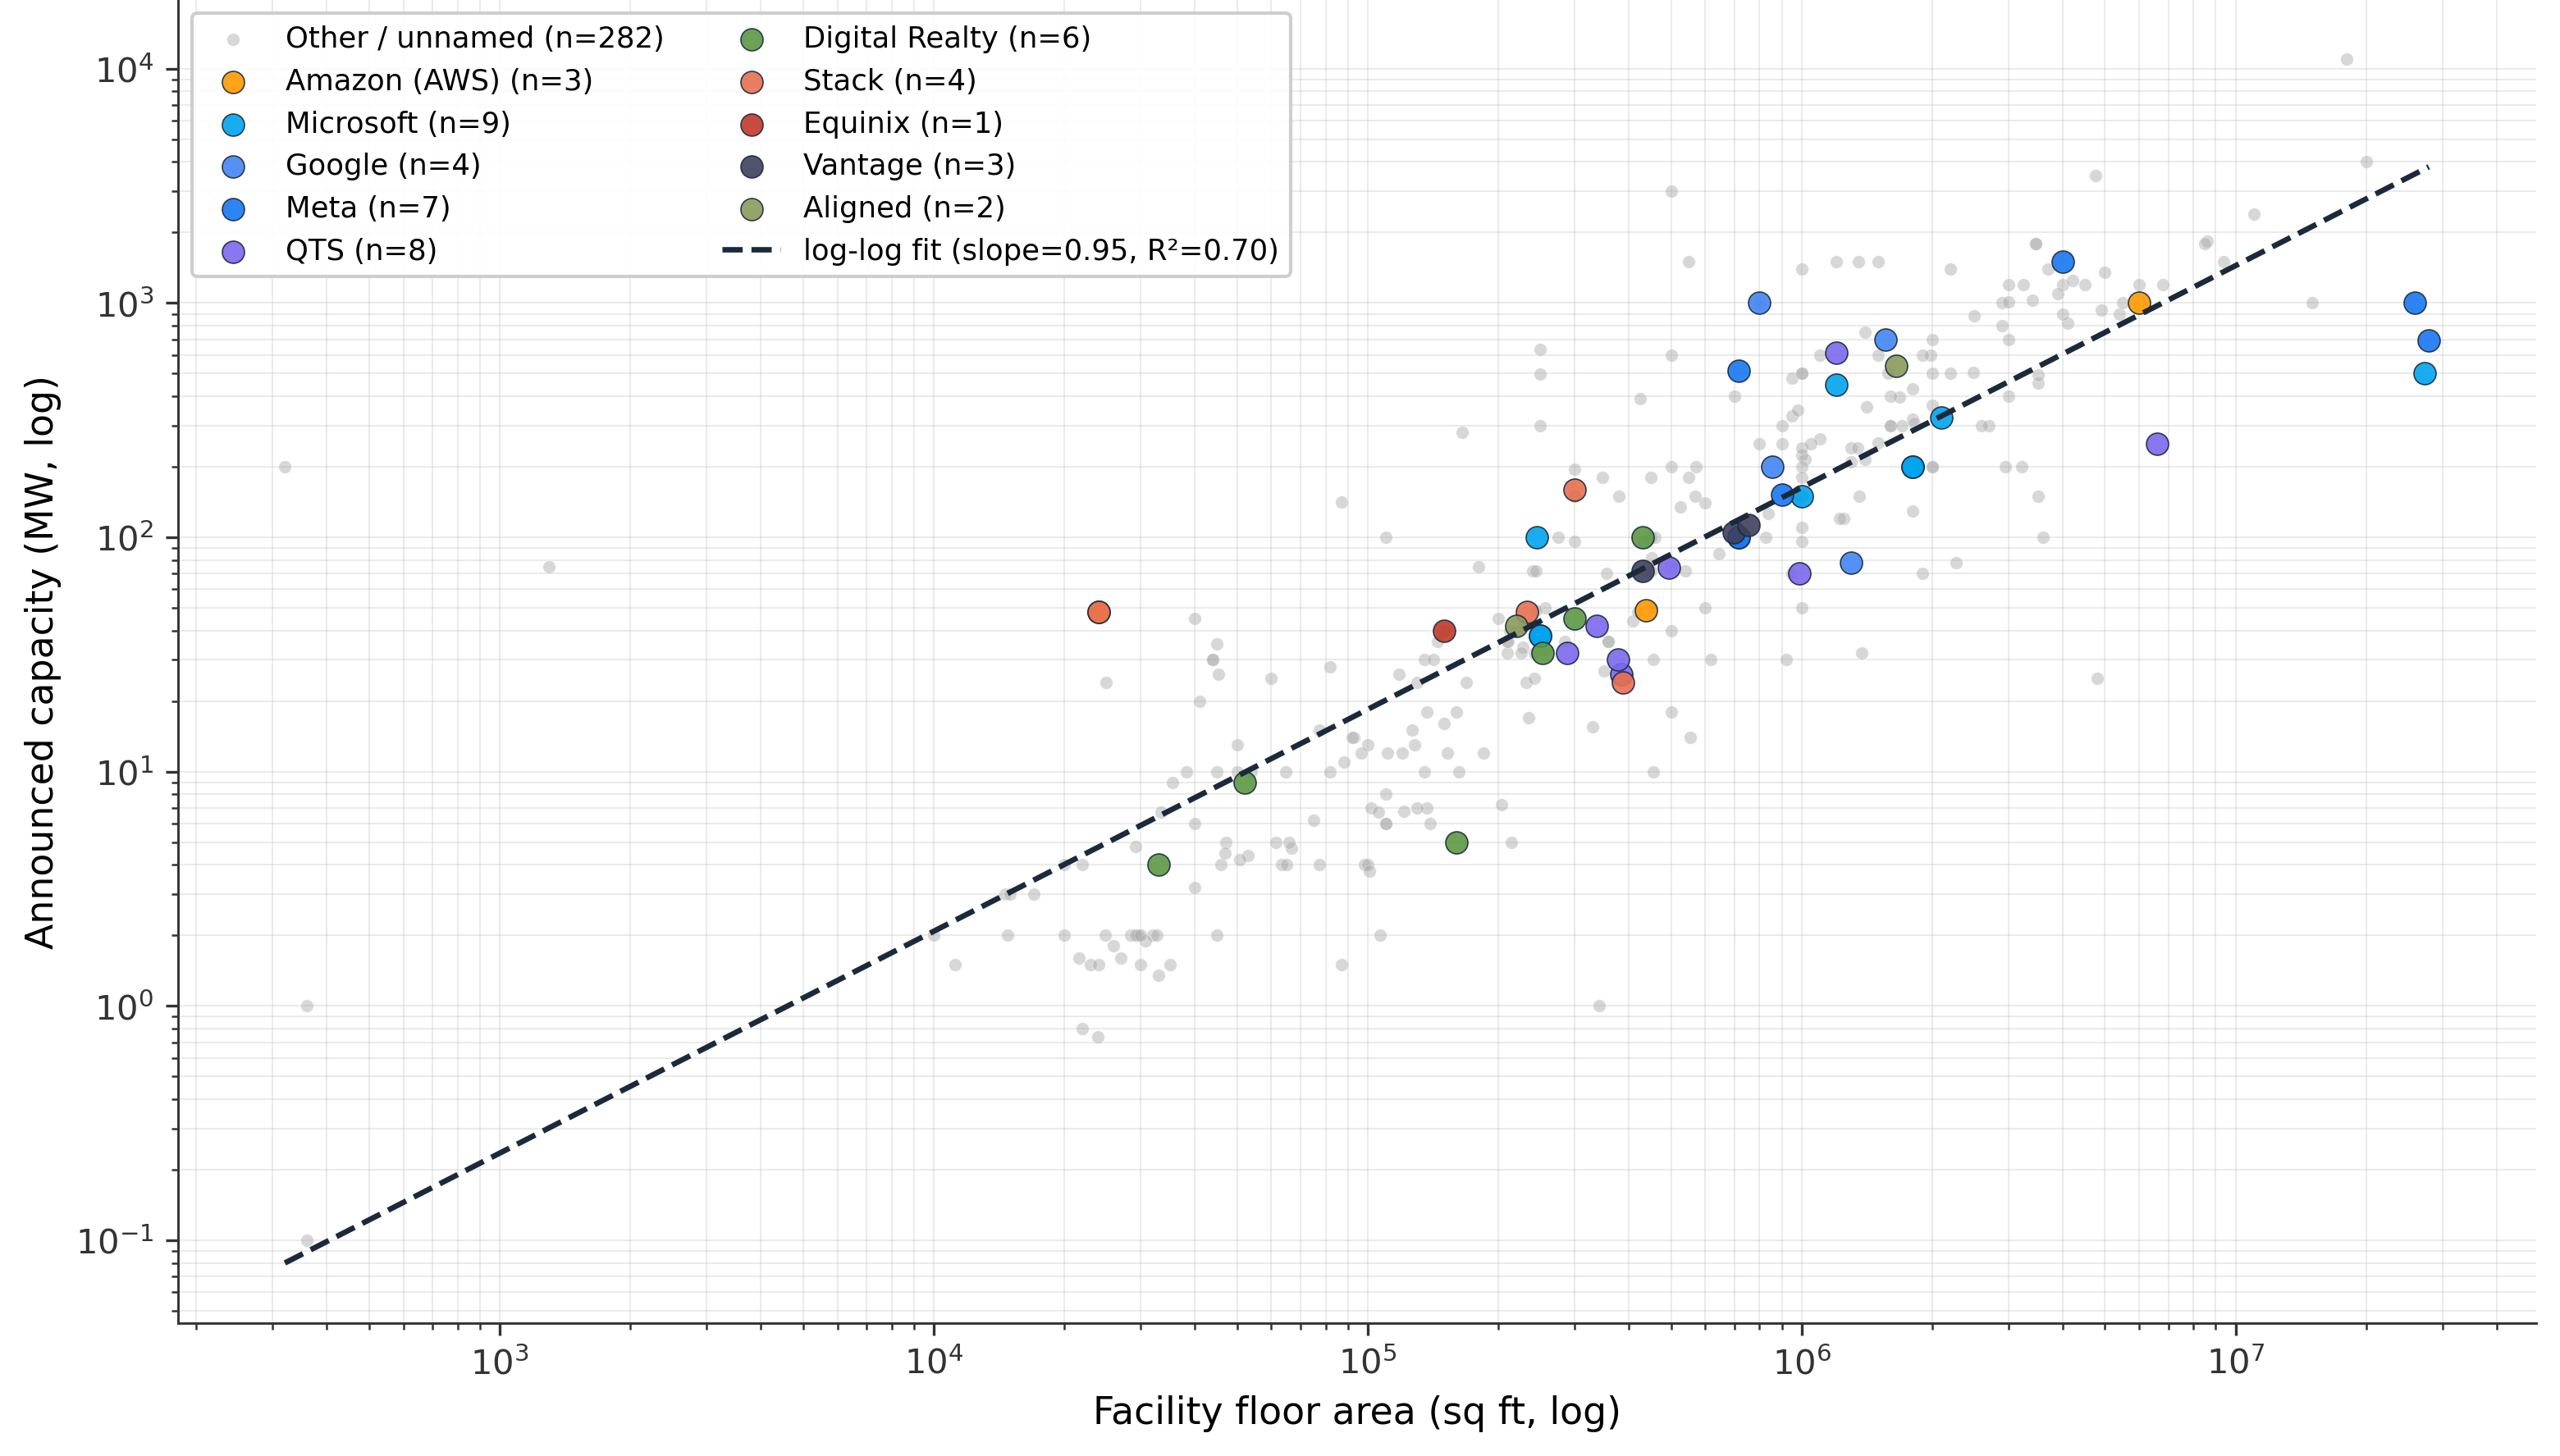 Other / unnamed (n=282)
Amazon (AWS) (n=3)
Microsoft (n=9)
Google (n=4)
Meta (n=7)
QTS (n=8)
Digital Realty (n=6)
Stack (n=4)
Equinix (n=1)
Vantage (n=3)
Aligned (n=2)
log-log fit (slope=0.95, R²=0.70)
Announced capacity (MW, log)
10⁴
10³
10²
10¹
10⁰
10⁻¹
10³
10⁴
10⁵
10⁶
10⁷
Facility floor area (sq ft, log)